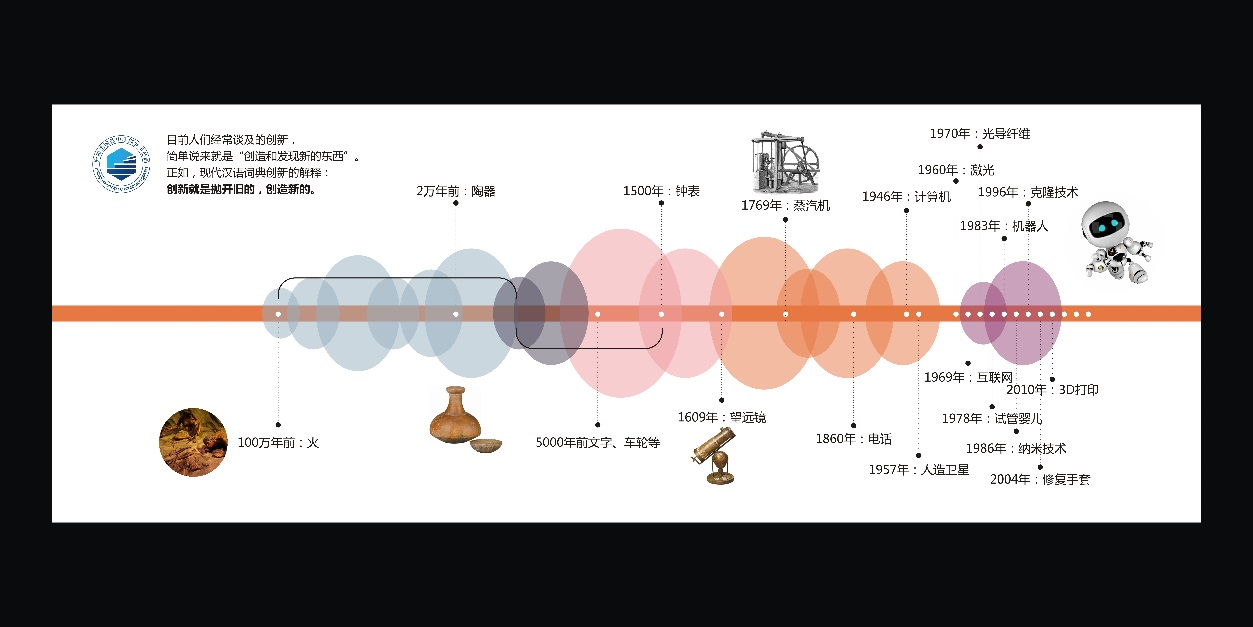 目前人们经常谈及的创新，
简单说来就是“创造和发现新的东西”。
正如，现代汉语词典创新的解释：
创新就是抛开旧的，创造新的。
2万年前：陶器
1500年：钟表
1769年：蒸汽机
1946年：计算机
1970年：光导纤维
1960年：激光
1996年：克隆技术
1983年：机器人
100万年前：火
5000年前文字、车轮等
1609年：望远镜
1860年：电话
1957年：人造卫星
1969年：互联网
2010年：3D打印
1978年：试管婴儿
1986年：纳米技术
2004年：修复手套